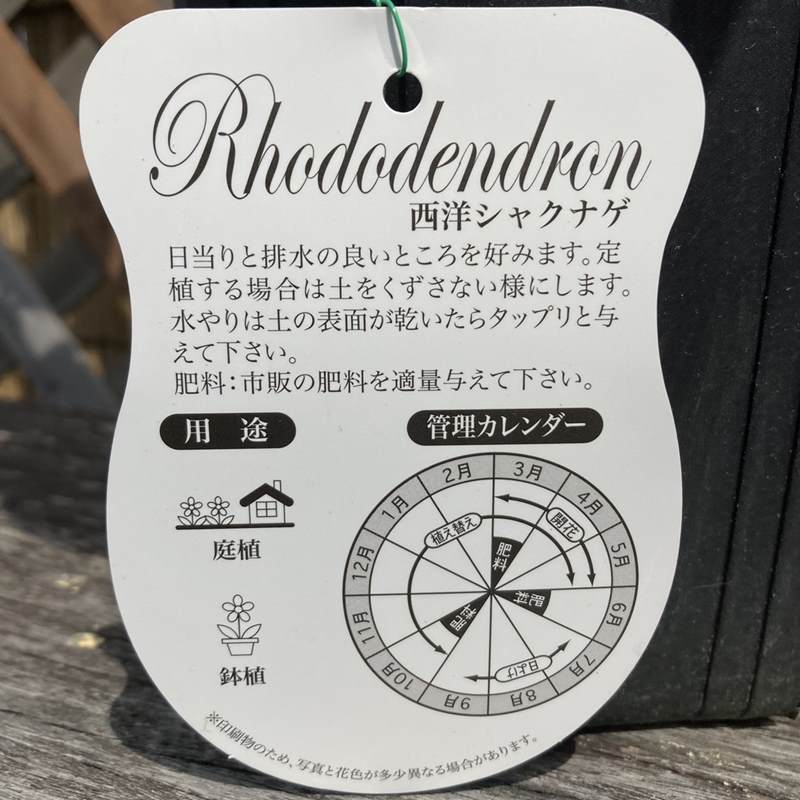 Rhododendron
西洋シャクナゲ
日当りと排水の良いところを好みます。定
植する場合は土をくずさない様にします。
水やりは土の表面が乾いたらタップリと与
えて下さい。
肥料：市販の肥料を適量与えて下さい。
用 途
管理カレンダー
庭植
鉢植
1月
2月
3月
4月
5月
6月
7月
8月
9月
10月
11月
12月
開花
植え替え
肥料
肥料
肥料
日よけ
※印刷物のため、写真と花色が多少異なる場合があります。